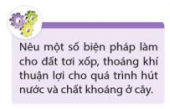 Nêu một số biện pháp làm
cho đất tơi xốp, thoáng khí
thuận lợi cho quá trình hút
nước và chất khoáng ở cây.